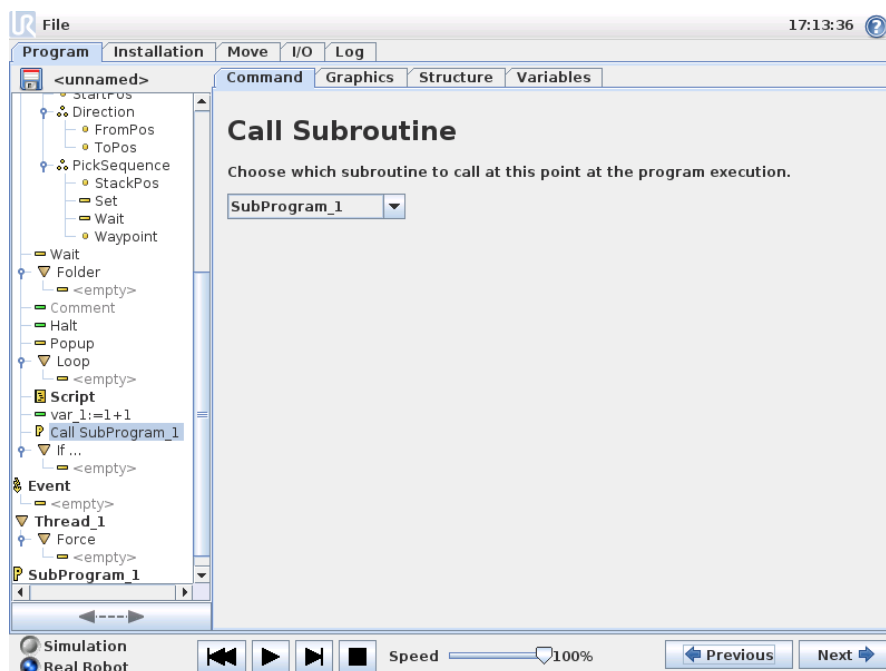 UR File 17:13:36 ?
Program Installation Move I/O Log
<unnamed> Command Graphics Structure Variables
StartPos
Direction
FromPos
ToPos
PickSequence
StackPos
Set
Wait
Waypoint
Wait
Folder
<empty>
Comment
Halt
Popup
Loop
<empty>
Script
var_1:=1+1
Call SubProgram_1
If ...
<empty>
Event
<empty>
Thread_1
Force
<empty>
SubProgram_1
Call Subroutine
Choose which subroutine to call at this point at the program execution.
SubProgram_1
Simulation
Real Robot
Speed 100% Previous Next